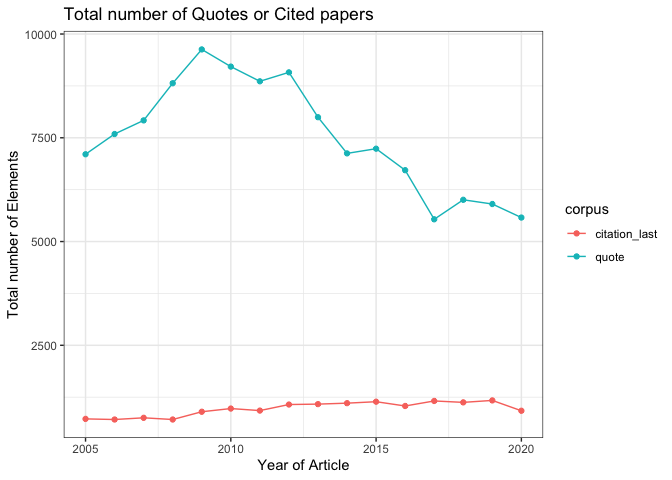 Total number of Quotes or Cited papers
10000
7500
5000
2500
Total number of Elements
2005
2010
2015
2020
Year of Article
corpus
citation_last
quote